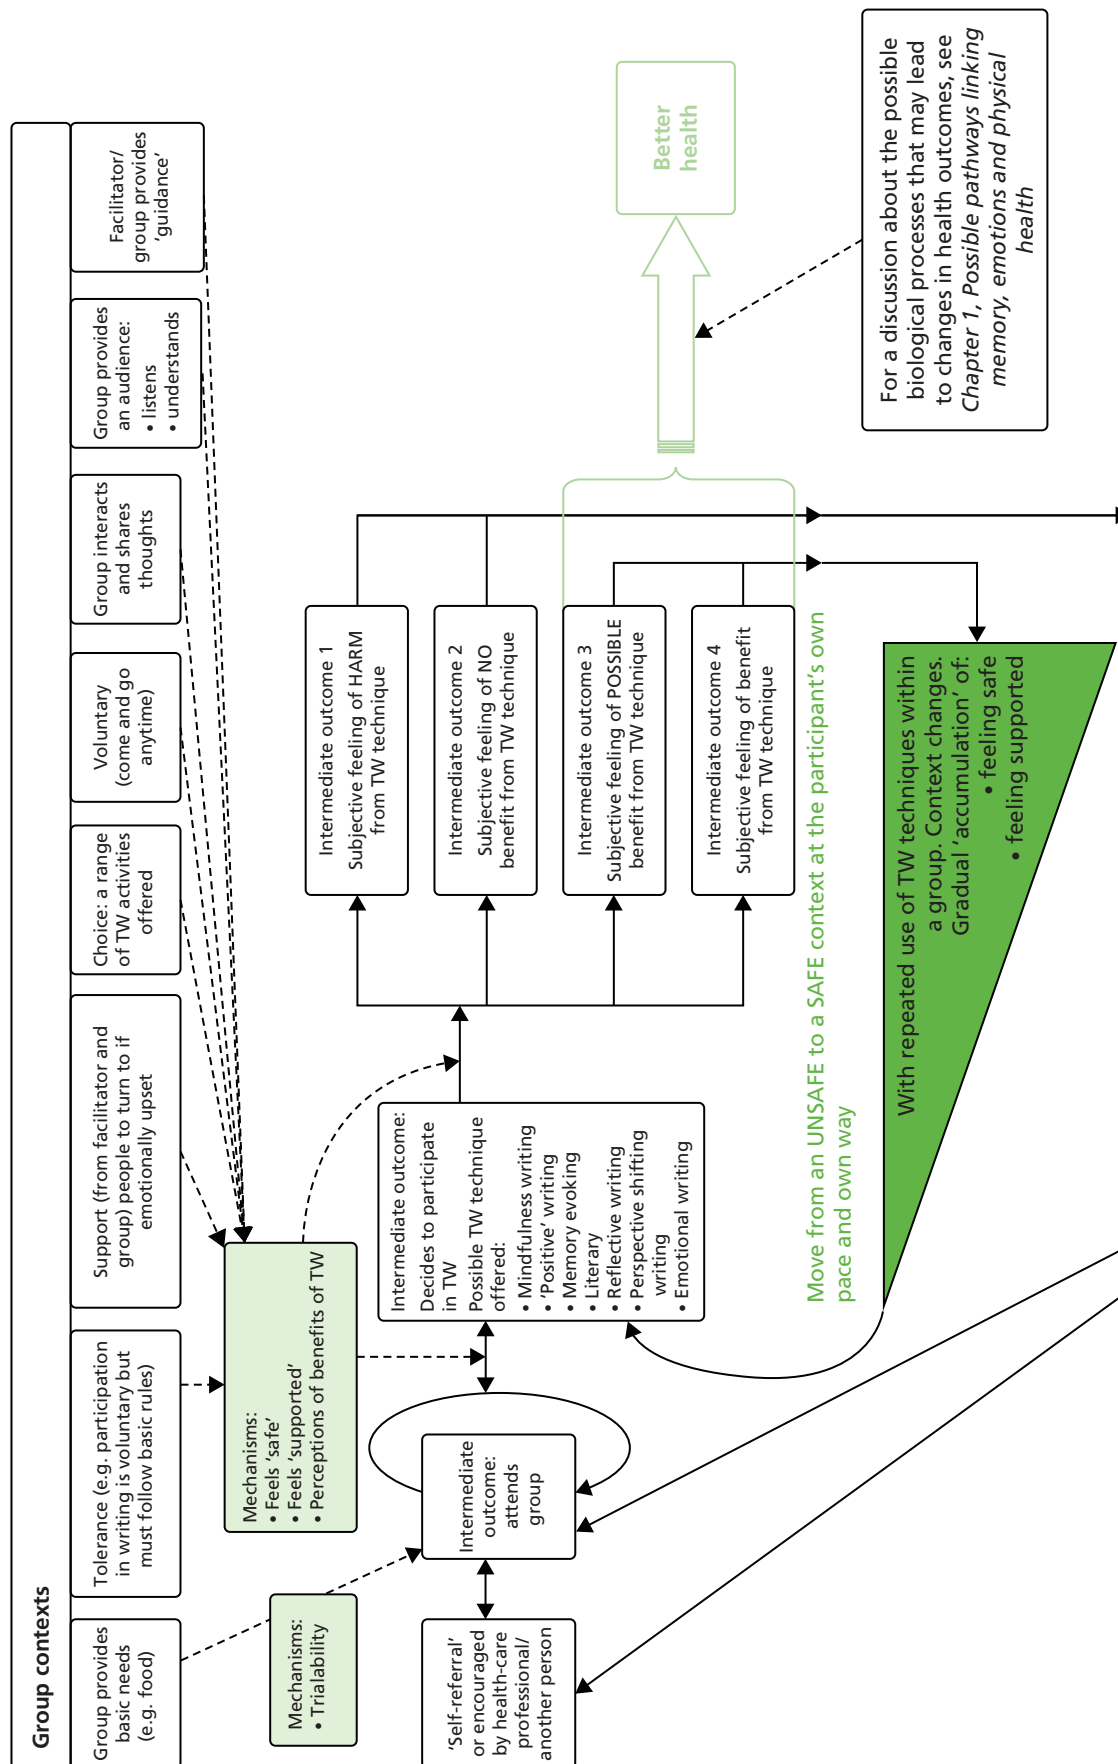 Group contexts
Group provides
basic needs
(e.g. food)
Tolerance (e.g. participation
in writing is voluntary but
must follow basic rules)
Support (from facilitator and
group) people to turn to if
emotionally upset
Choice: a range
of TW activities
offered
Voluntary
(come and go
anytime)
Group interacts
and shares
thoughts
Group provides
an audience:
• listens
• understands
Facilitator/
group provides
‘guidance’
Mechanisms:
• Trialability
Mechanisms:
• Feels ‘safe’
• Feels ‘supported’
• Perceptions of benefits of TW
‘Self-referral’
or encouraged
by health-care
professional/
another person
Intermediate
outcome:
attends
group
Intermediate outcome:
Decides to participate
in TW
Possible TW technique
offered:
• Mindfulness writing
• ‘Positive’ writing
• Memory evoking
• Literary
• Reflective writing
• Perspective shifting
writing
• Emotional writing
Intermediate outcome 1
Subjective feeling of HARM
from TW technique
Intermediate outcome 2
Subjective feeling of NO
benefit from TW technique
Intermediate outcome 3
Subjective feeling of POSSIBLE
benefit from TW technique
Intermediate outcome 4
Subjective feeling of benefit
from TW technique
Better
health
Move from an UNSAFE to a SAFE context at the participant’s own
pace and own way
With repeated use of TW techniques within
a group. Context changes.
Gradual ‘accumulation’ of:
• feeling safe
• feeling supported
For a discussion about the possible
biological processes that may lead
to changes in health outcomes, see
Chapter 1, Possible pathways linking
memory, emotions and physical
health